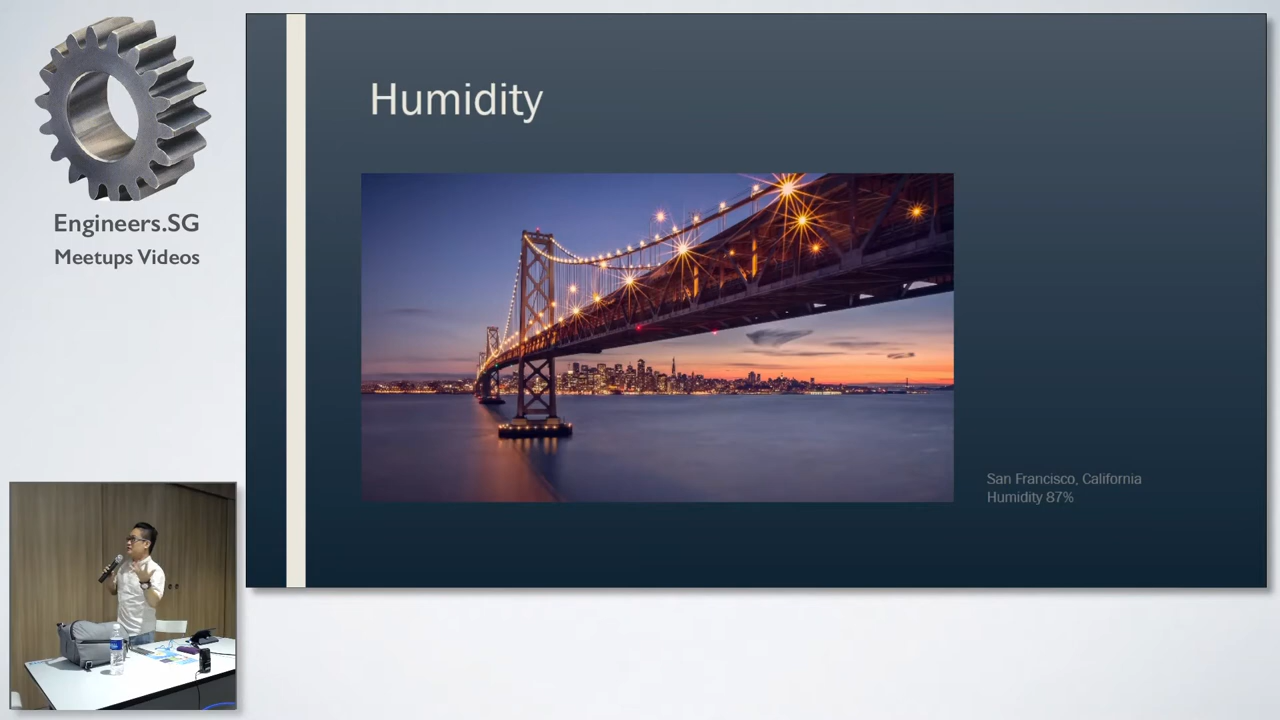 Engineers.SG
Meetups Videos
Humidity
San Francisco, California
Humidity 87%